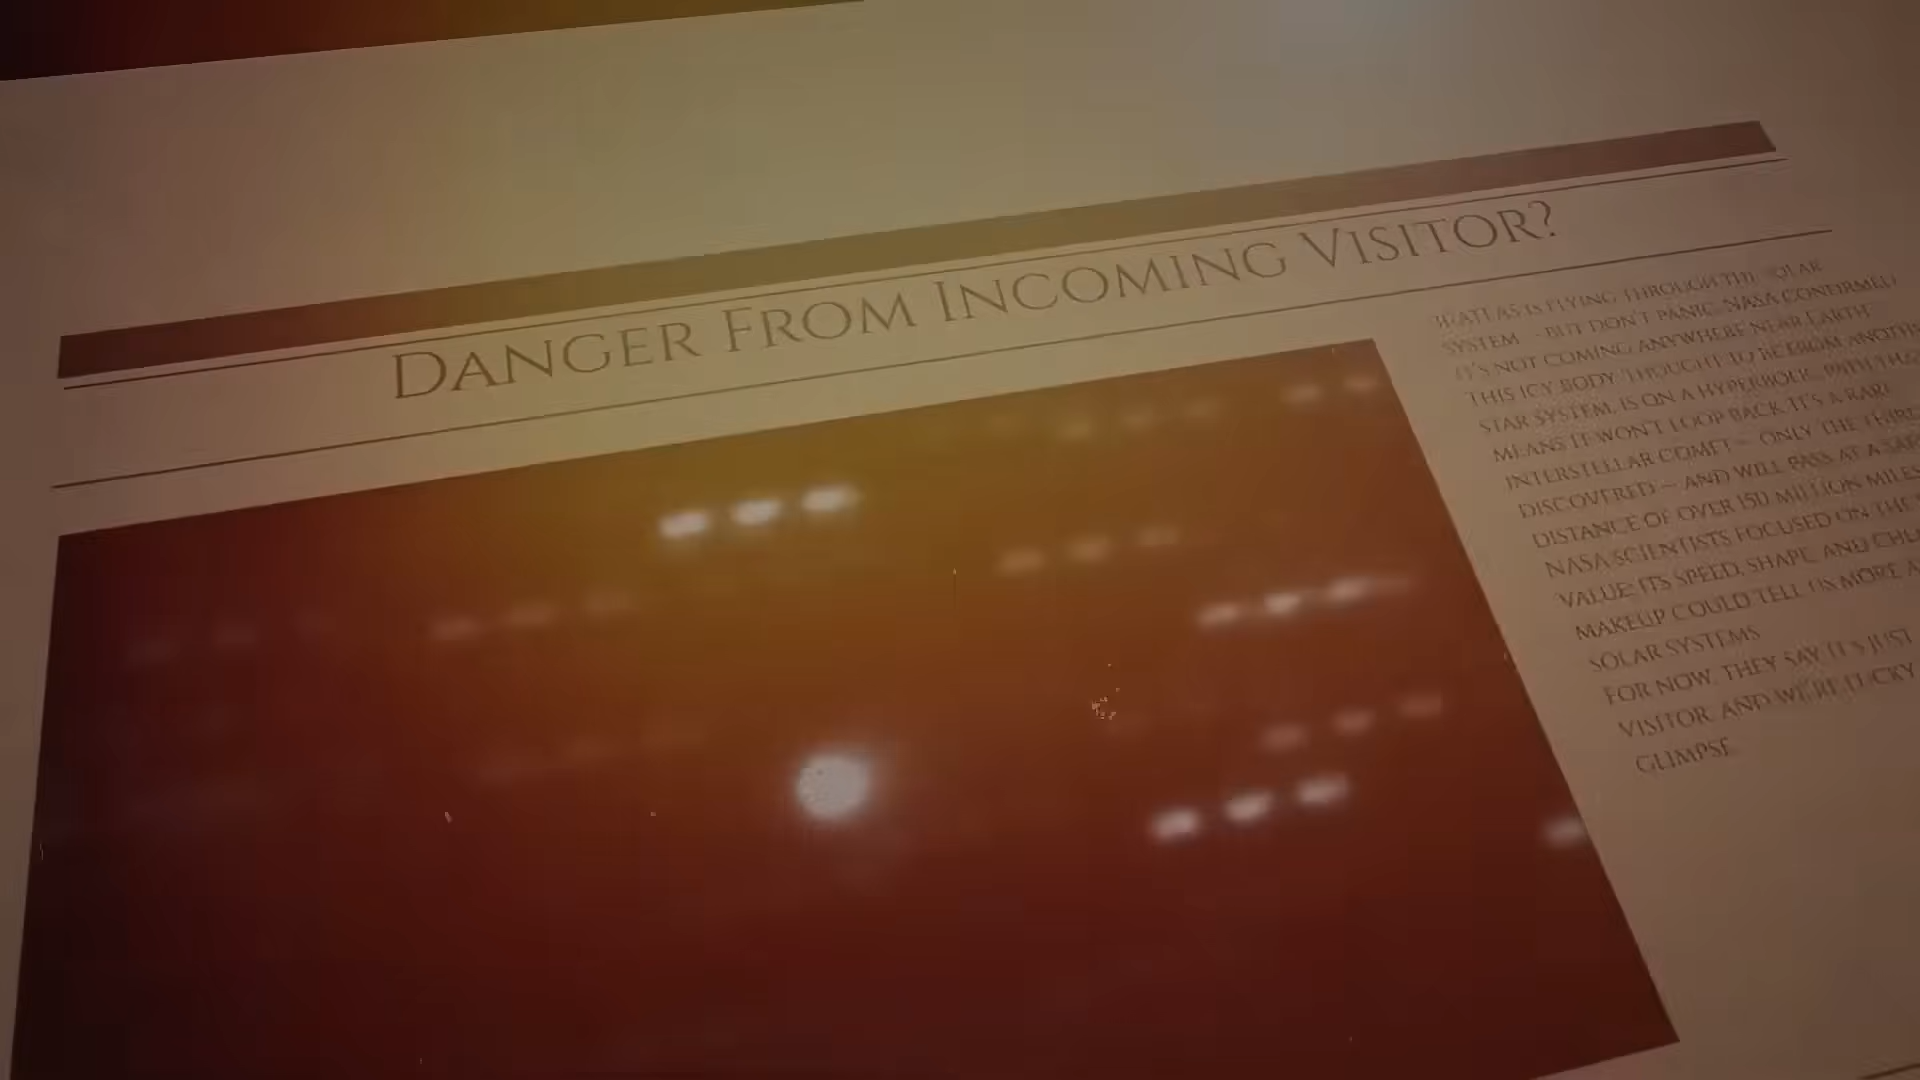 DANGER FROM INCOMING VISITOR?
3I/ATLAS IS FLYING THROUGH THE SOLAR
SYSTEM – BUT DON'T PANIC. NASA CONFIRMED
IT'S NOT COMING ANYWHERE NEAR EARTH.
THIS ICY BODY, THOUGHT TO BE FROM
STAR SYSTEM, IS ON A HYPERBOLIC PATH
MEANS IT WON'T LOOP BACK. IT'S A RARE
INTERSTELLAR COMET – ONLY THE THIRD
DISCOVERED – AND WILL PASS AT A
DISTANCE OF OVER 150 MILLION MILES
NASA SCIENTISTS FOCUSED ON THE
VALUE: ITS SPEED, SHAPE, AND
MAKEUP COULD TELL US MORE
SOLAR SYSTEMS
FOR NOW, THEY SAY IT'S JUST
VISITOR, AND WE'RE LUCKY
GLIMPSE.